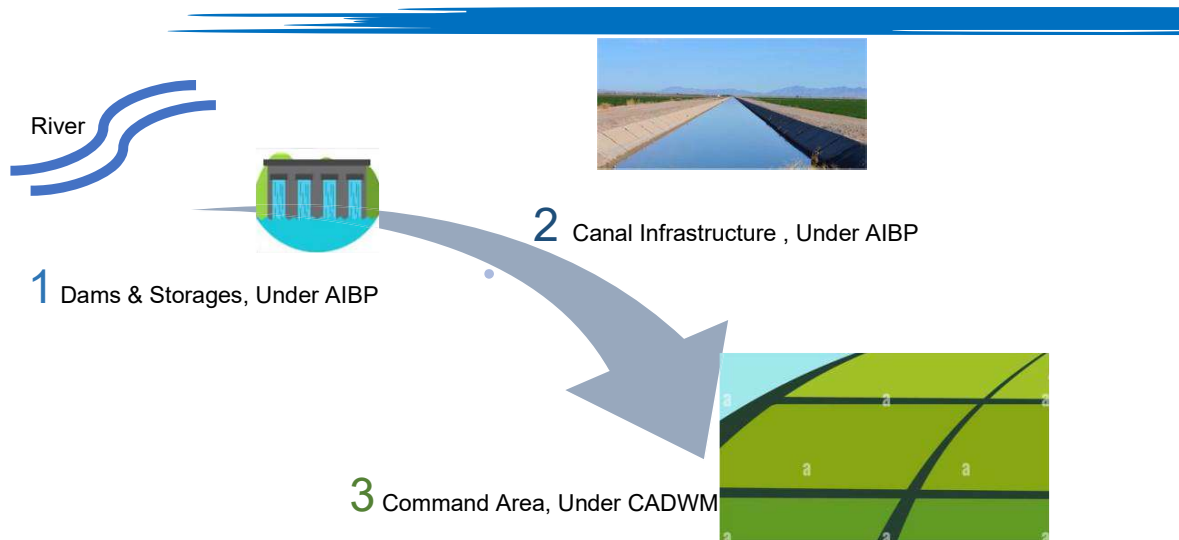 River
2 Canal Infrastructure , Under AIBP
1 Dams & Storages, Under AIBP
3 Command Area, Under CADWM
a a a
a a
a a a